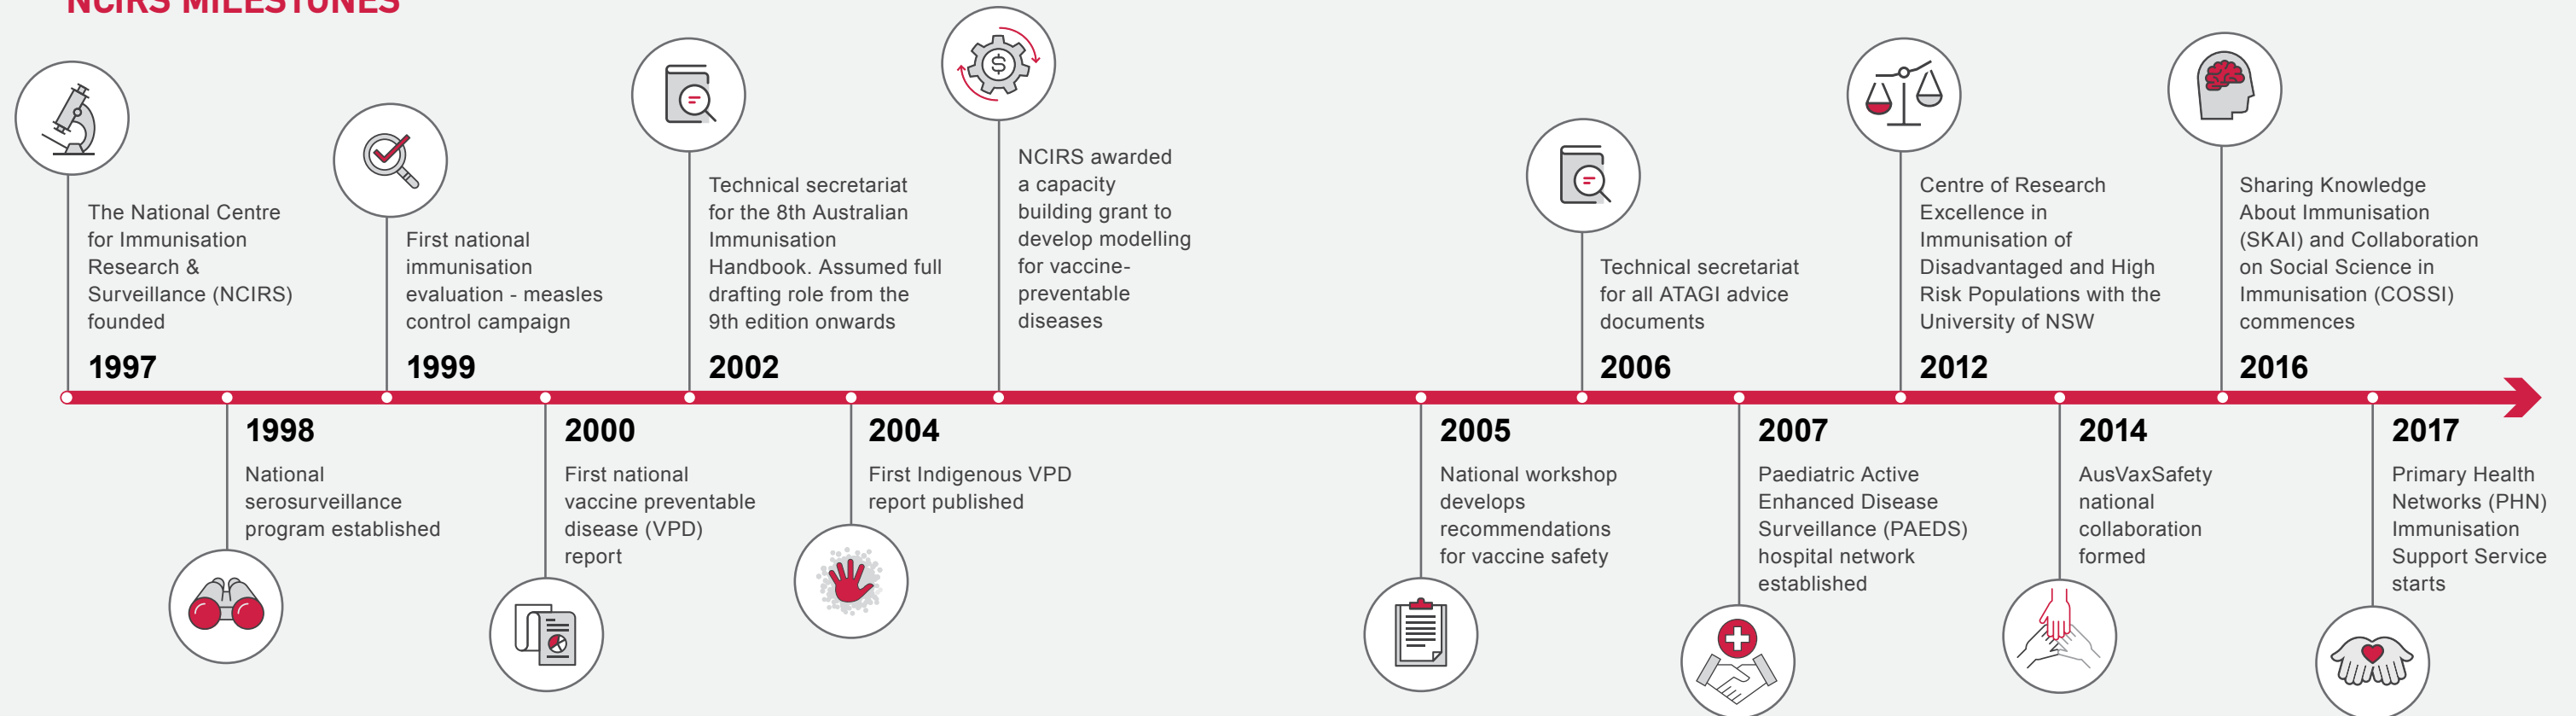 NCIRS MILESTONES
The National Centre
for Immunisation
Research &
Surveillance (NCIRS)
founded
1997
1998
National
serosurveillance
program established
First national
immunisation
evaluation - measles
control campaign
1999
2000
First national
vaccine preventable
disease (VPD)
report
Technical secretariat
for the 8th Australian
Immunisation
Handbook. Assumed full
drafting role from the
9th edition onwards
2002
2004
First Indigenous VPD
report published
$
NCIRS awarded
a capacity
building grant to
develop modelling
for vaccine-
preventable
diseases
2005
National workshop
develops
recommendations
for vaccine safety
Technical secretariat
for all ATAGI advice
documents
2006
2007
Paediatric Active
Enhanced Disease
Surveillance (PAEDS)
hospital network
established
Centre of Research
Excellence in
Immunisation of
Disadvantaged and High
Risk Populations with the
University of NSW
2012
2014
AusVaxSafety
national
collaboration
formed
Sharing Knowledge
About Immunisation
(SKAI) and Collaboration
on Social Science in
Immunisation (COSSI)
commences
2016
2017
Primary Health
Networks (PHN)
Immunisation
Support Service
starts